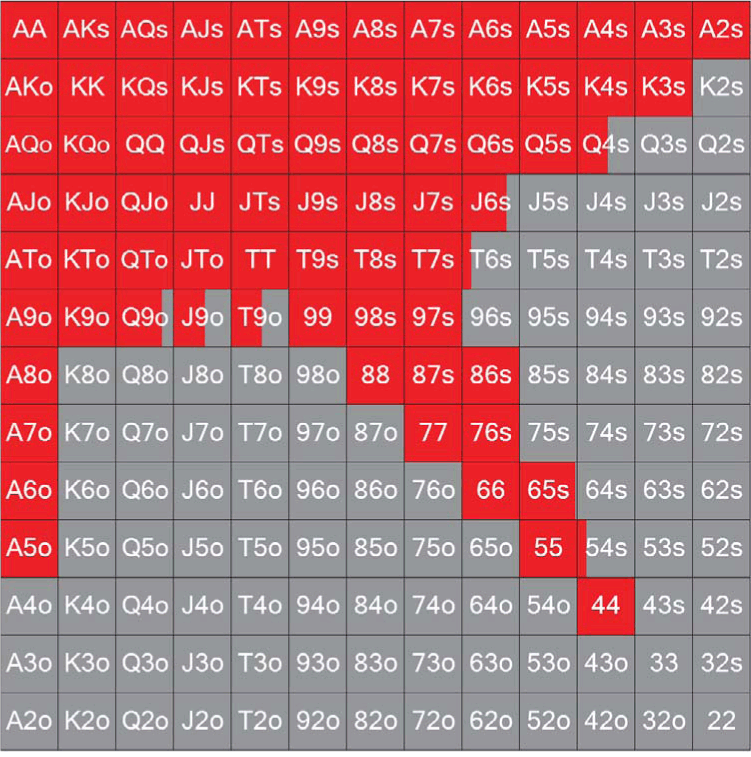 AA AKs AQs AJs ATs A9s A8s A7s A6s A5s A4s A3s A2s
AKo KK KQs KJs KTs K9s K8s K7s K6s K5s K4s K3s K2s
AQo KQo QQ QJs QTs Q9s Q8s Q7s Q6s Q5s Q4s Q3s Q2s
AJo KJo QJo JJ JTs J9s J8s J7s J6s J5s J4s J3s J2s
ATo KTo QTo JTo TT T9s T8s T7s T6s T5s T4s T3s T2s
A9o K9o Q9o J9o T9o 99 98s 97s 96s 95s 94s 93s 92s
A8o K8o Q8o J8o T8o 98o 88 87s 86s 85s 84s 83s 82s
A7o K7o Q7o J7o T7o 97o 87o 77 76s 75s 74s 73s 72s
A6o K6o Q6o J6o T6o 96o 86o 76o 66 65s 64s 63s 62s
A5o K5o Q5o J5o T5o 95o 85o 75o 65o 55 54s 53s 52s
A4o K4o Q4o J4o T4o 94o 84o 74o 64o 54o 44 43s 42s
A3o K3o Q3o J3o T3o 93o 83o 73o 63o 53o 43o 33 32s
A2o K2o Q2o J2o T2o 92o 82o 72o 62o 52o 42o 32o 22